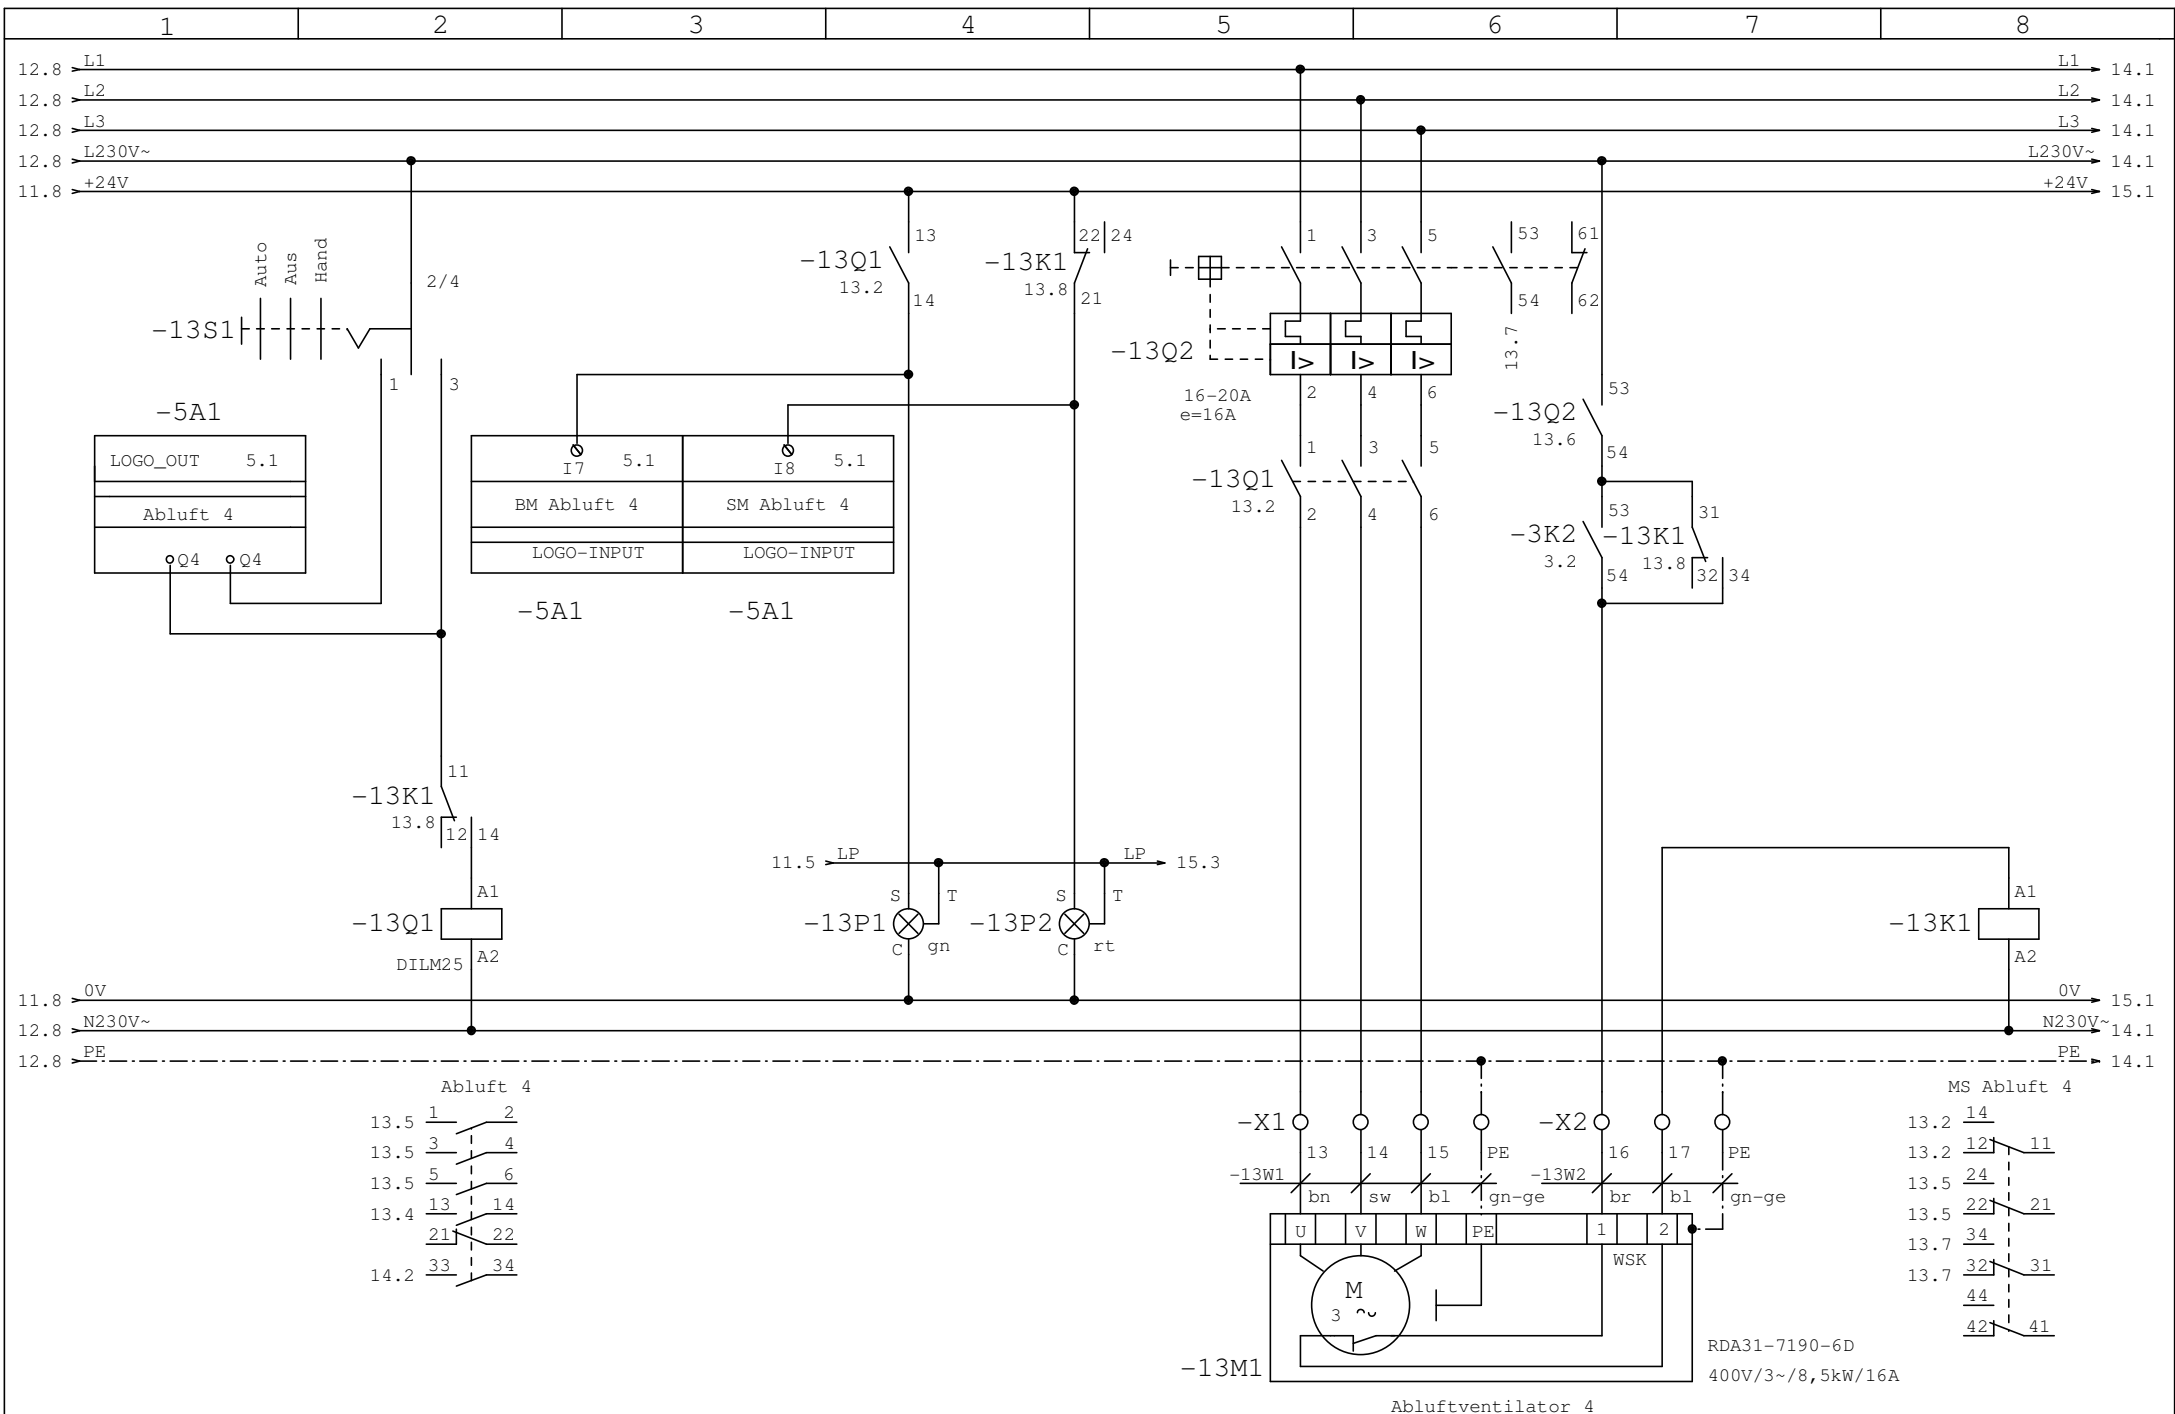 1 2 3 4 5 6 7 8
12.8 L1 L1 14.1
12.8 L2 L2 14.1
12.8 L3 L3 14.1
12.8 L230V~ L230V~ 14.1
11.8 +24V +24V 15.1
Auto Aus Hand
2/4
-13S1
1 3
-13Q1
13.2
13
14
-13K1
13.8
22 24
21
1 3 5 53 61
54 62
13.7
-13Q2
I> I> I>
16-20A
e=16A
2 4 6
-5A1
LOGO_OUT 5.1
Abluft 4
Q4 Q4
I7 5.1
BM Abluft 4
LOGO-INPUT
-5A1
I8 5.1
SM Abluft 4
LOGO-INPUT
-5A1
-13Q1
13.2
1 3 5
2 4 6
-13Q2
13.6
53
54
-3K2
3.2
53
54
-13K1
13.8
31
32 34
-13K1
13.8
11
12 14
11.5 LP LP 15.3
-13Q1
A1
A2
DILM25
-13P1
S T
C gn
-13P2
S T
C rt
-13K1
A1
A2
11.8 0V 0V 15.1
12.8 N230V~ N230V~ 14.1
12.8 PE PE 14.1
Abluft 4
13.5 1 2
13.5 3 4
13.5 5 6
13.4 13 14
21 22
14.2 33 34
-X1
13 14 15 PE
-13W1
bn sw bl gn-ge
-X2
16 17 PE
-13W2
br bl gn-ge
U V W PE 1 2
WSK
M
3 ~
-13M1
RDA31-7190-6D
400V/3~/8,5kW/16A
Abluftventilator 4
MS Abluft 4
13.2 14
13.2 12 11
13.5 24
13.5 22 21
13.7 34
13.7 32 31
44
42 41